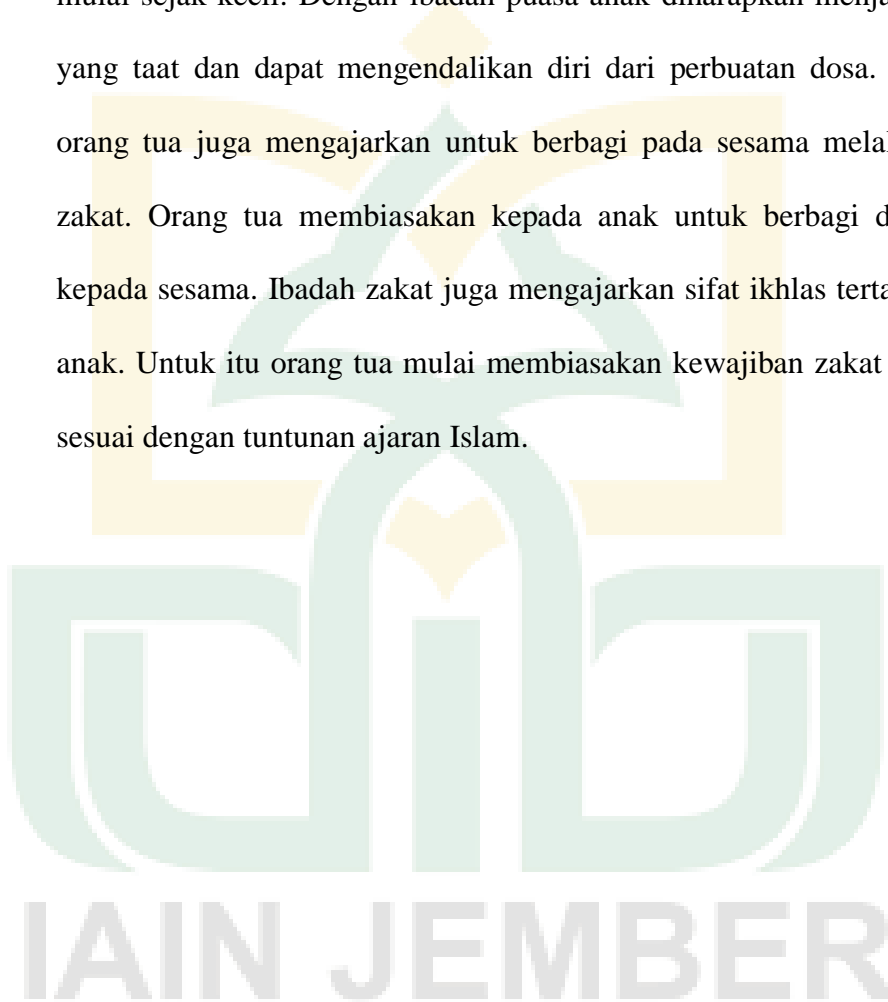 mulai sejak kecil. Dengan ibadah puasa anak diharapkan
yang taat dan dapat mengendalikan diri dari perbuatan dosa.
orang tua juga mengajarkan untuk berbagi pada sesama
zakat. Orang tua membiasakan kepada anak untuk berbagi
kepada sesama. Ibadah zakat juga mengajarkan sifat ikhlas
anak. Untuk itu orang tua mulai membiasakan kewajiban zakat
sesuai dengan tuntunan ajaran Islam.
IAIN JEMBER